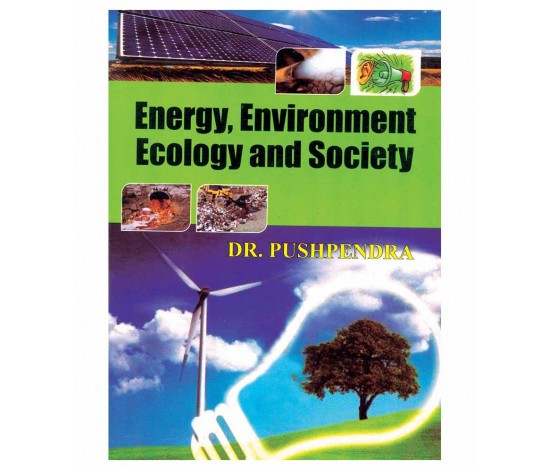 Energy, Environment
Ecology and Society
DR. PUSHPENDRA